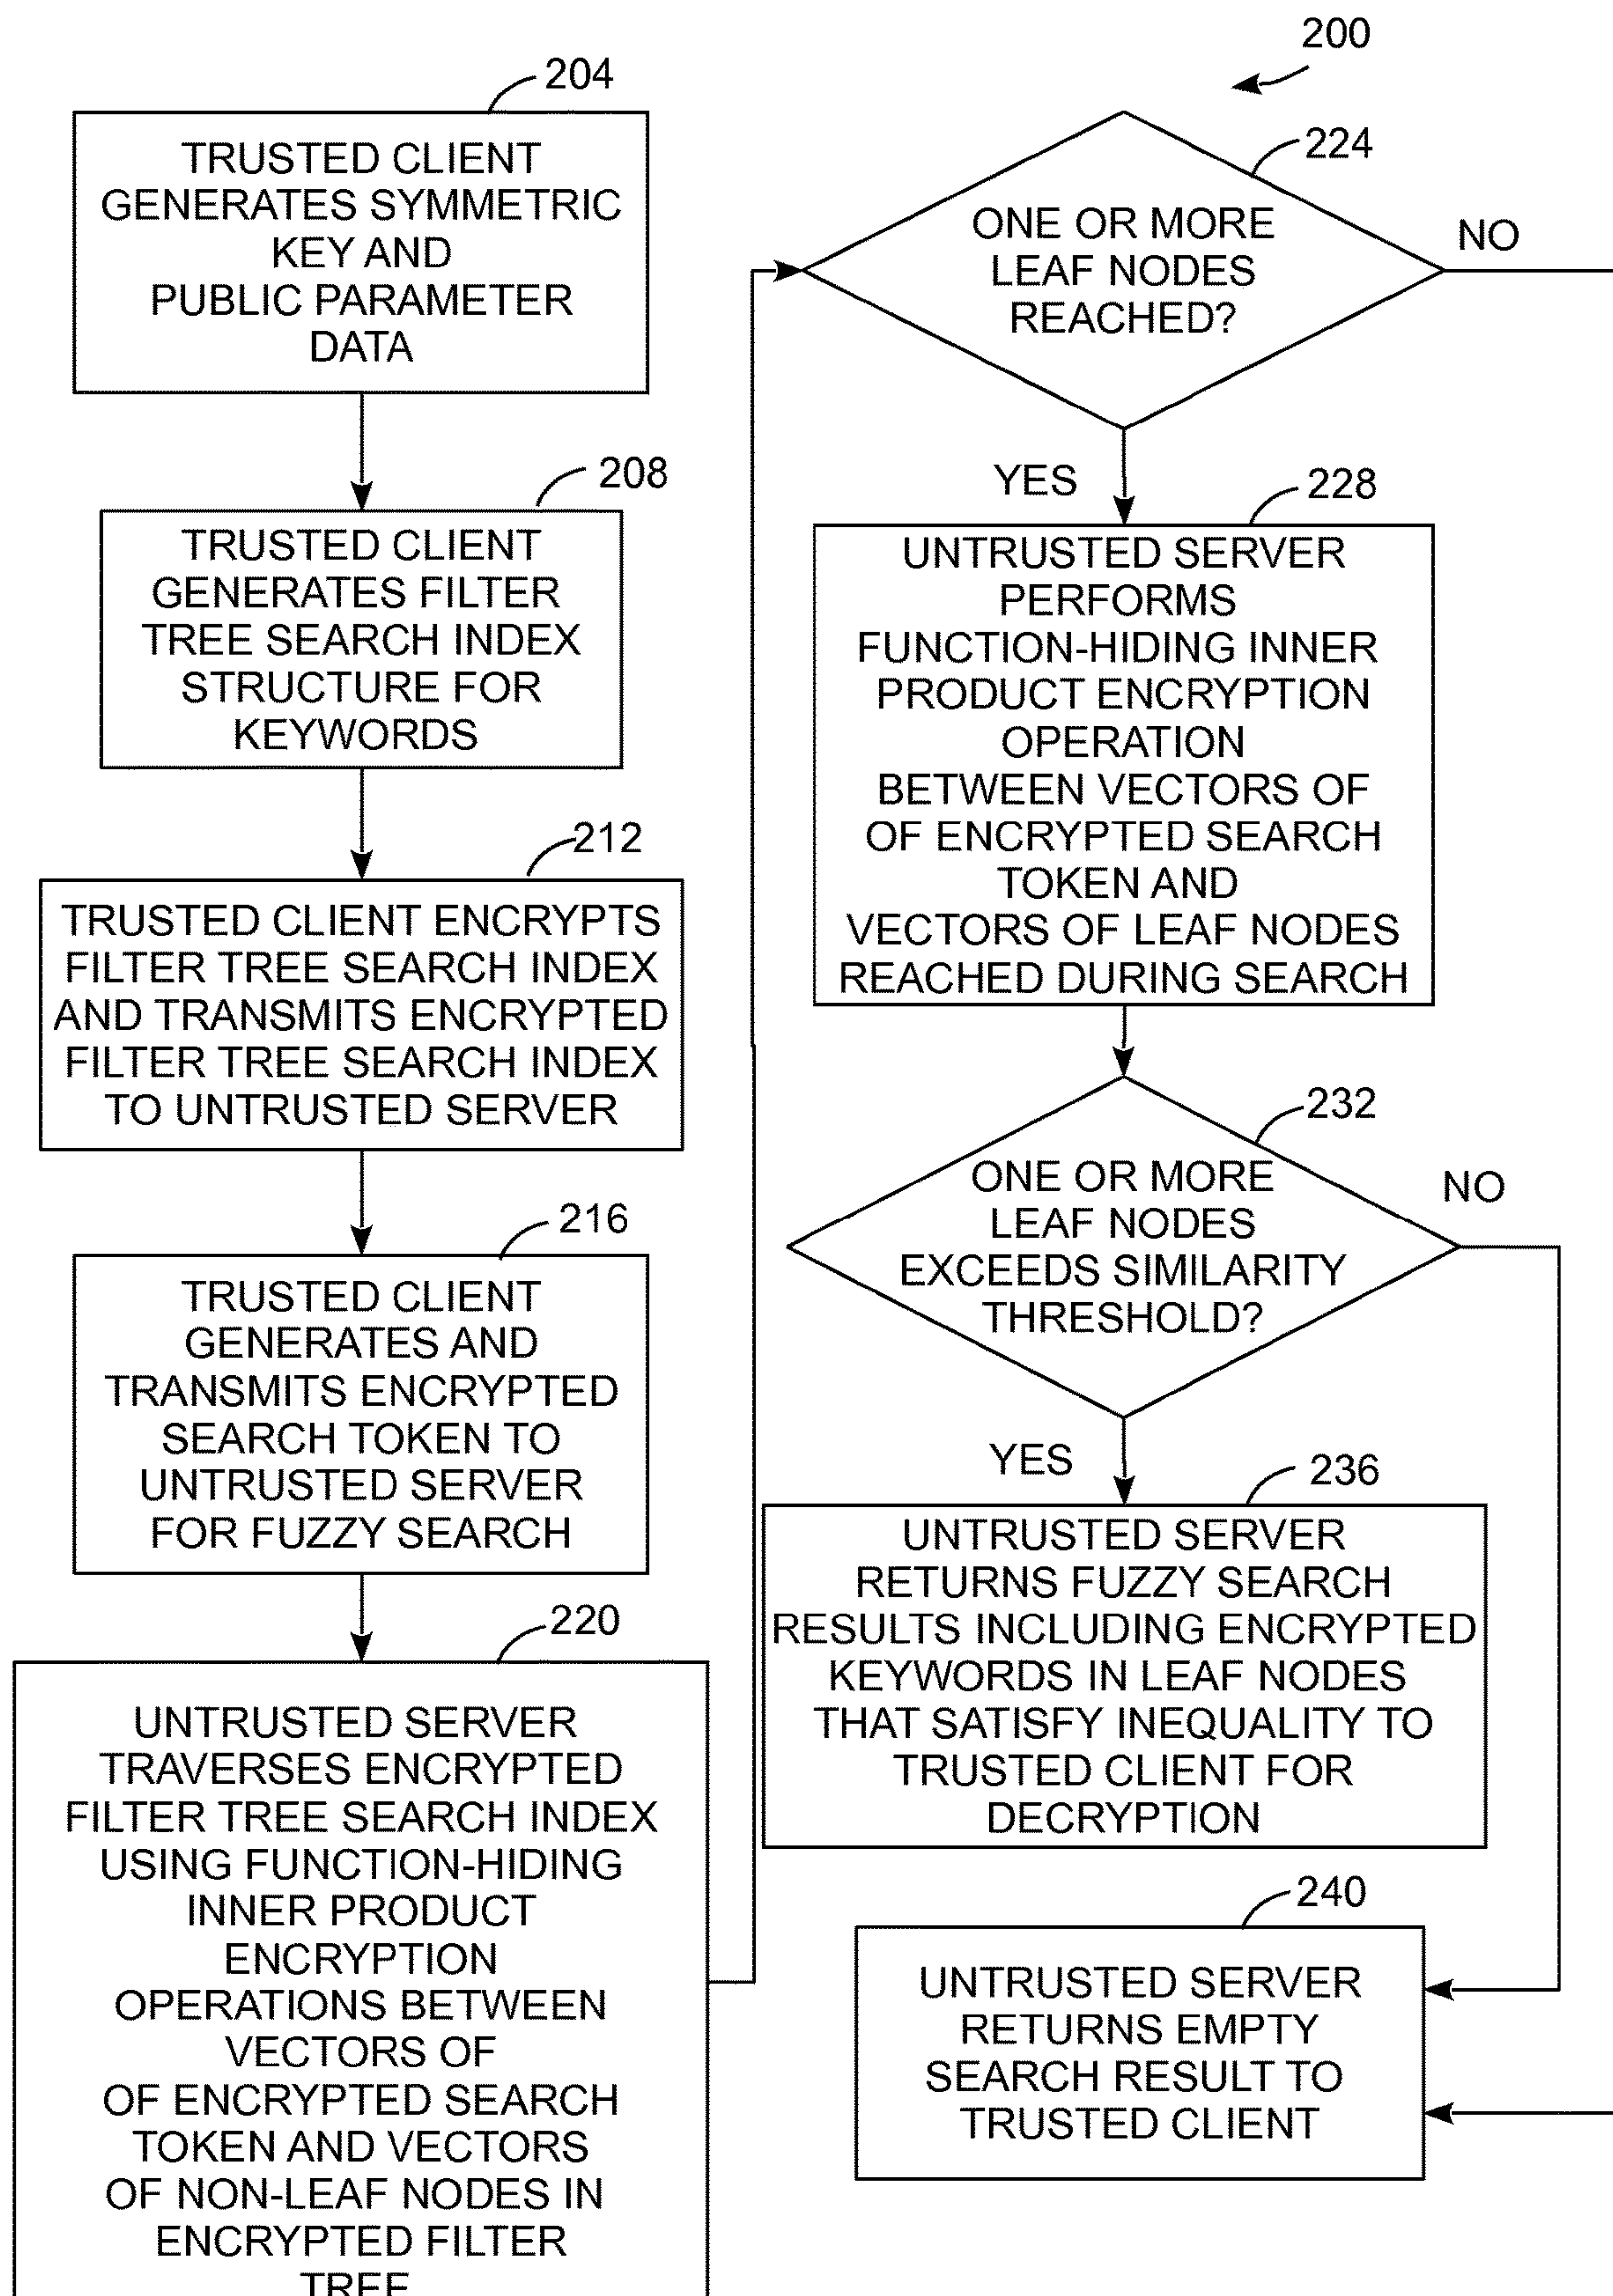 200
204
TRUSTED CLIENT
GENERATES SYMMETRIC
KEY AND
PUBLIC PARAMETER
DATA
208
TRUSTED CLIENT
GENERATES FILTER
TREE SEARCH INDEX
STRUCTURE FOR
KEYWORDS
212
TRUSTED CLIENT ENCRYPTS
FILTER TREE SEARCH INDEX
AND TRANSMITS ENCRYPTED
FILTER TREE SEARCH INDEX
TO UNTRUSTED SERVER
216
TRUSTED CLIENT
GENERATES AND
TRANSMITS ENCRYPTED
SEARCH TOKEN TO
UNTRUSTED SERVER
FOR FUZZY SEARCH
220
UNTRUSTED SERVER
TRAVERSES ENCRYPTED
FILTER TREE SEARCH INDEX
USING FUNCTION-HIDING
INNER PRODUCT
ENCRYPTION
OPERATIONS BETWEEN
VECTORS OF
OF ENCRYPTED SEARCH
TOKEN AND VECTORS
OF NON-LEAF NODES IN
ENCRYPTED FILTER
TREE
224
ONE OR MORE
LEAF NODES
REACHED?
NO
YES
228
UNTRUSTED SERVER
PERFORMS
FUNCTION-HIDING INNER
PRODUCT ENCRYPTION
OPERATION
BETWEEN VECTORS OF
OF ENCRYPTED SEARCH
TOKEN AND
VECTORS OF LEAF NODES
REACHED DURING SEARCH
232
ONE OR MORE
LEAF NODES
EXCEEDS SIMILARITY
THRESHOLD?
NO
YES
236
UNTRUSTED SERVER
RETURNS FUZZY SEARCH
RESULTS INCLUDING ENCRYPTED
KEYWORDS IN LEAF NODES
THAT SATISFY INEQUALITY TO
TRUSTED CLIENT FOR
DECRYPTION
240
UNTRUSTED SERVER
RETURNS EMPTY
SEARCH RESULT TO
TRUSTED CLIENT